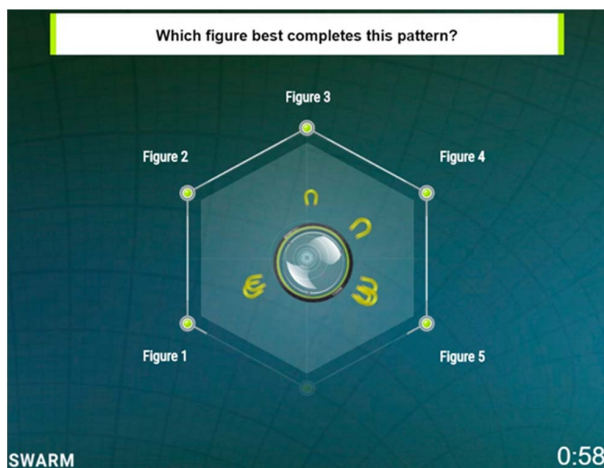 Which figure best completes this pattern?
Figure 3
Figure 2
Figure 4
Figure 1
Figure 5
SWARM
0:58